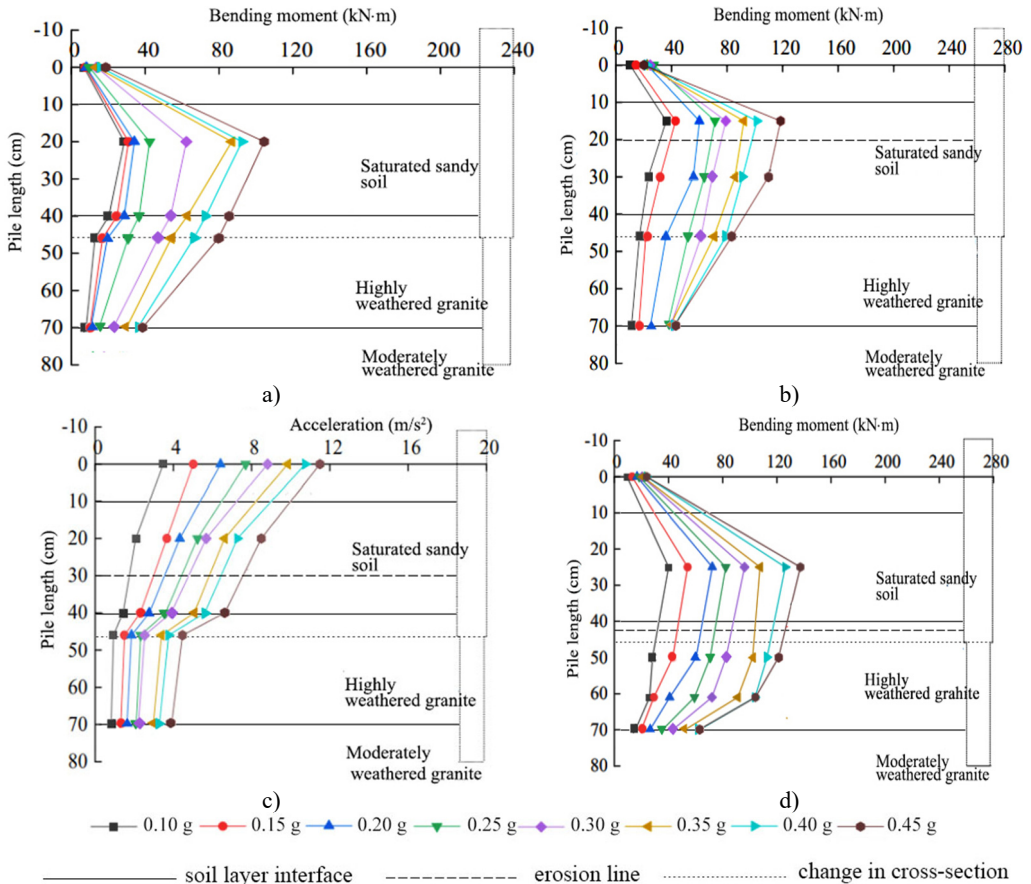 Bending moment (kN·m)
-10
0 40 80 120 160 200 240
0
10
20
30
40
50
60
70
80
Pile length (cm)
Saturated sandy
soil
Highly
weathered granite
Moderately
weathered granite
a)
Bending moment (kN·m)
-10
0 40 80 120 160 200 240 280
0
10
20
30
40
50
60
70
80
Pile length (cm)
Saturated sandy
soil
Highly
weathered granite
Moderately
weathered granite
b)
Acceleration (m/s²)
-10
0 4 8 12 16 20
0
10
20
30
40
50
60
70
80
Pile length (cm)
Saturated sandy
soil
Highly
weathered granite
Moderately
weathered granite
c)
Bending moment (kN·m)
-10
0 40 80 120 160 200 240 280
0
10
20
30
40
50
60
70
80
Pile length (cm)
Saturated sandy
soil
Highly
weathered granite
Moderately
weathered granite
d)
0.10 g 0.15 g 0.20 g 0.25 g 0.30 g 0.35 g 0.40 g 0.45 g
soil layer interface erosion line change in cross-section